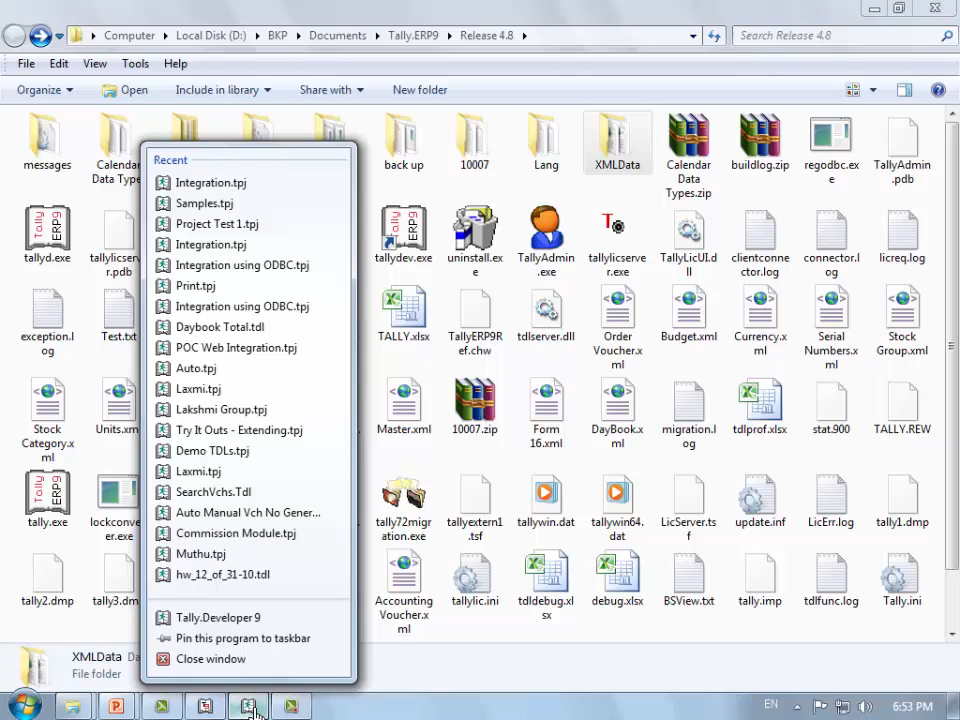 Computer ▸ Local Disk (D:) ▸ BKP ▸ Documents ▸ Tally.ERP9 ▸ Release 4.8 ▸
Search Release 4.8
File Edit View Tools Help
Organize Open Include in library Share with New folder
messages
Calendar
Data Type
back up
10007
Lang
XMLData
Calendar
Data
Types.zip
buildlog.zip
regodbc.ex
e
TallyAdmin
.pdb
Recent
Integration.tpj
Samples.tpj
Project Test 1.tpj
Integration.tpj
Integration using ODBC.tpj
Print.tpj
Integration using ODBC.tpj
Daybook Total.tdl
POC Web Integration.tpj
Auto.tpj
Laxmi.tpj
Lakshmi Group.tpj
Try It Outs - Extending.tpj
Demo TDLs.tpj
Laxmi.tpj
SearchVchs.Tdl
Auto Manual Vch No Gener...
Commission Module.tpj
Muthu.tpj
hw_12_of_31-10.tdl
Tally.Developer 9
Pin this program to taskbar
Close window
tallyd.exe
tallylicser
r.pdb
tallydev.exe
uninstall.ex
e
TallyAdmin
.exe
tallylicserve
r.exe
TallyLicUI.d
ll
clientconne
ctor.log
connector.l
og
licreq.log
exception.l
og
Test.txt
TALLY.xlsx
TallyERP9R
ef.chw
tdlserver.dll
Order
Voucher.x
ml
Budget.xml
Currency.x
ml
Serial
Numbers.x
ml
Stock
Group.xml
Stock
Category.x
ml
Units.xm
Master.xml
10007.zip
Form
16.xml
DayBook.x
ml
migration.l
og
tdlprof.xlsx
stat.900
TALLY.REW
tally.exe
lockconve
er.exe
tally72migr
ation.exe
tallyextern1
.tsf
tallywin.dat
tallywin64.
dat
LicServer.ts
f
update.inf
LicErr.log
tally1.dmp
tally2.dmp
tally3.dm
Accounting
Voucher.x
ml
tallylic.ini
tdldebug.xl
sx
debug.xlsx
BSView.txt
tally.imp
tdlfunc.log
Tally.ini
XMLData
File folder
EN
6:53 PM